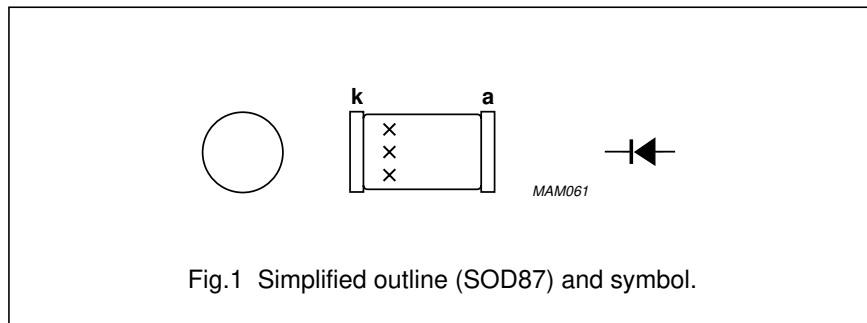 k a
MAM061
Fig.1 Simplified outline (SOD87) and symbol.